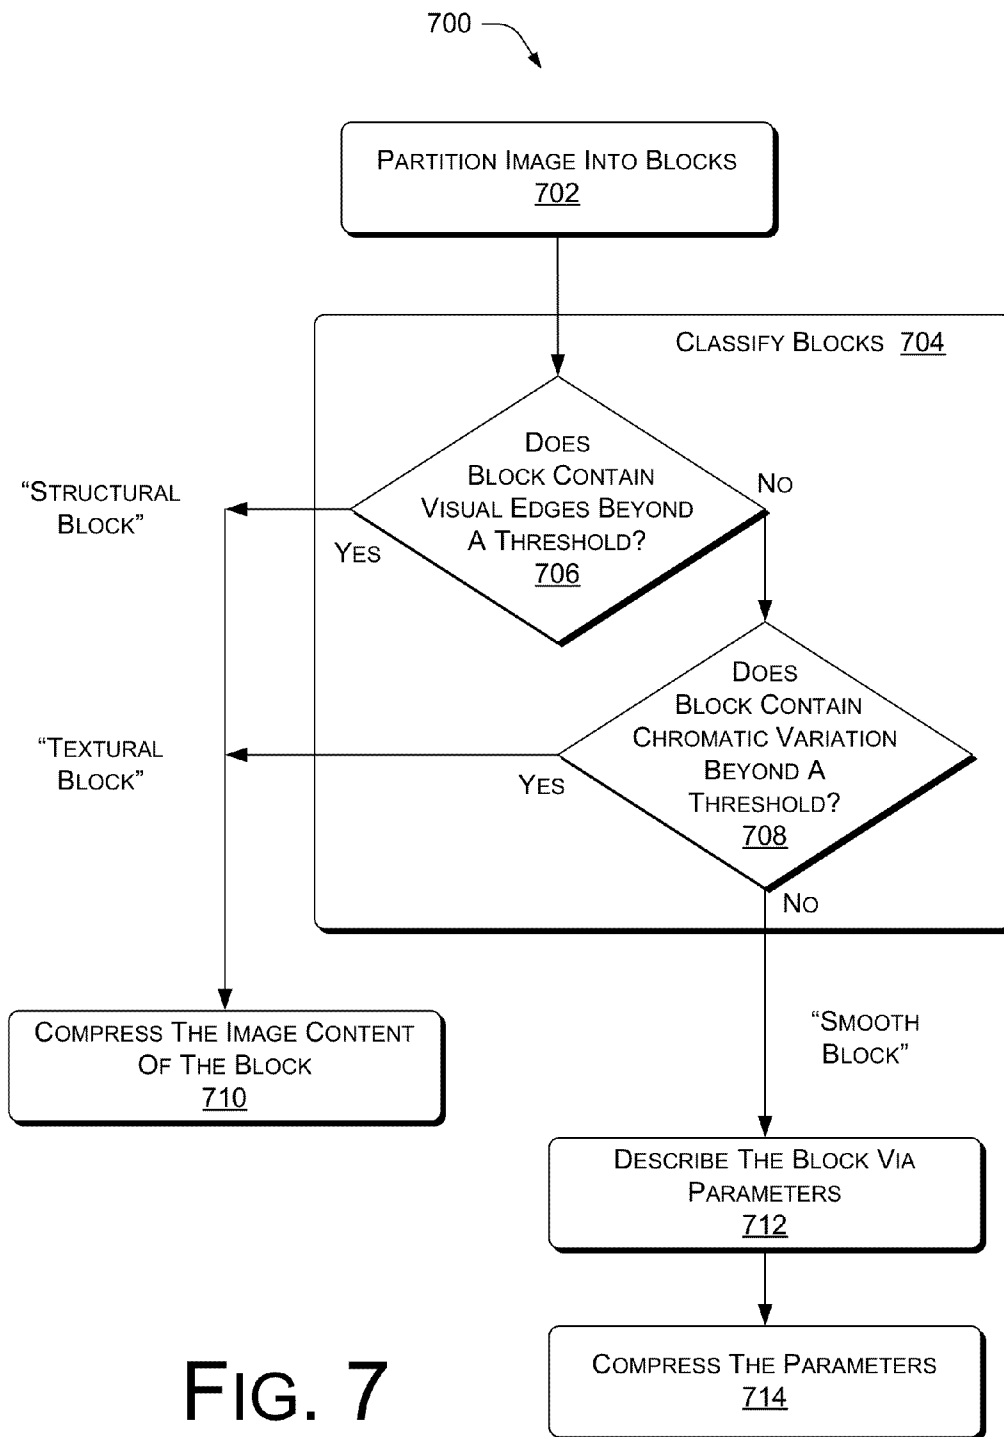 700
PARTITION IMAGE INTO BLOCKS
702
CLASSIFY BLOCKS 704
DOES
BLOCK CONTAIN
VISUAL EDGES BEYOND
A THRESHOLD?
706
NO
YES
"STRUCTURAL
BLOCK"
DOES
BLOCK CONTAIN
CHROMATIC VARIATION
BEYOND A
THRESHOLD?
708
YES
NO
"TEXTURAL
BLOCK"
COMPRESS THE IMAGE CONTENT
OF THE BLOCK
710
"SMOOTH
BLOCK"
DESCRIBE THE BLOCK VIA
PARAMETERS
712
COMPRESS THE PARAMETERS
714
FIG. 7